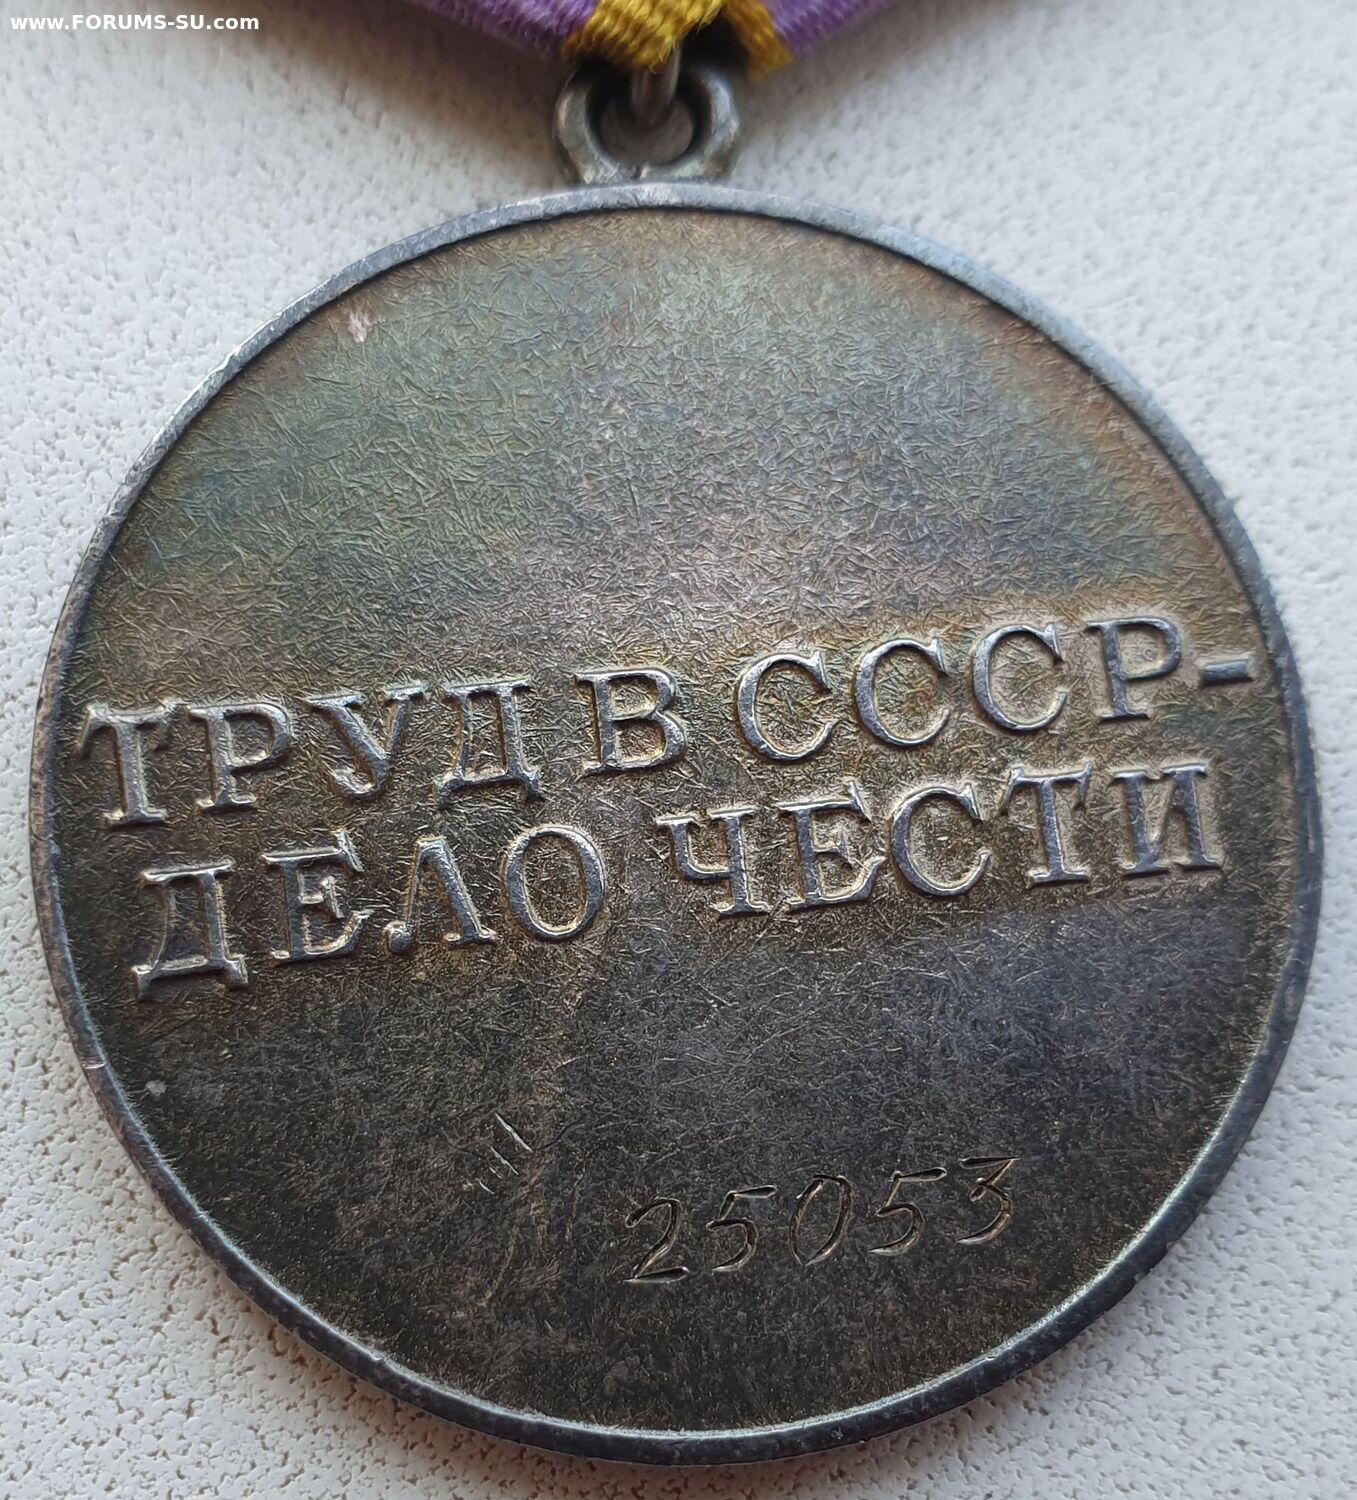 www.FORUMS-SU.com
ТРУД В СССР-
ДЕЛО ЧЕСТИ
25053